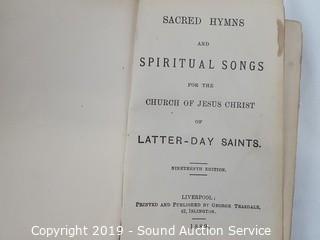 SACRED HYMNS
AND
SPIRITUAL SONGS
FOR THE
CHURCH OF JESUS CHRIST
OF
LATTER-DAY SAINTS.
NINETEENTH EDITION.
LIVERPOOL:
PRINTED AND PUBLISHED BY GEORGE TEASDALE,
42, ISLINGTON.
Copyright 2019 - Sound Auction Service